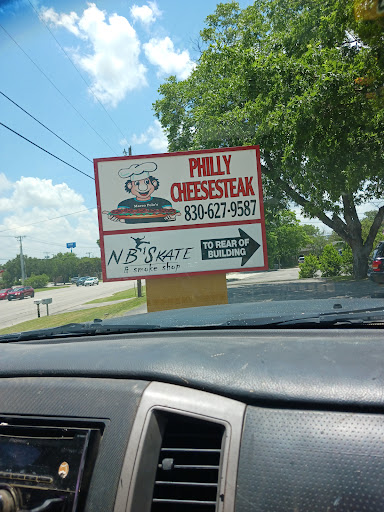 PHILLY
CHEESESTEAK
830-627-9587
NB SKATE
& smoke shop
TO REAR OF
BUILDING